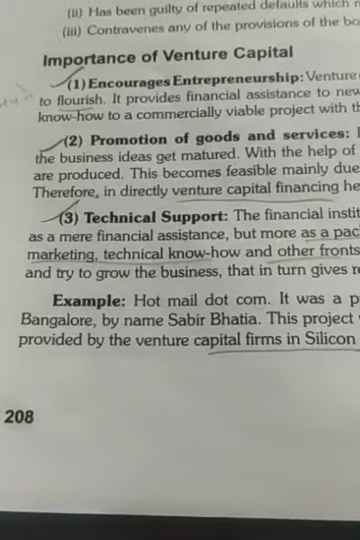 (ii) Has been guilty of repeated defaults which
(iii) Contravenes any of the provisions of the bo
Importance of Venture Capital
(1) Encourages Entrepreneurship: Venture
to flourish. It provides financial assistance to new
know-how to a commercially viable project with th
(2) Promotion of goods and services:
the business ideas get matured. With the help of
are produced. This becomes feasible mainly due
Therefore, in directly venture capital financing he
(3) Technical Support: The financial instit
as a mere financial assistance, but more as a pac
marketing, technical know-how and other fronts
and try to grow the business, that in turn gives r
Example: Hot mail dot com. It was a p
Bangalore, by name Sabir Bhatia. This project
provided by the venture capital firms in Silicon
208